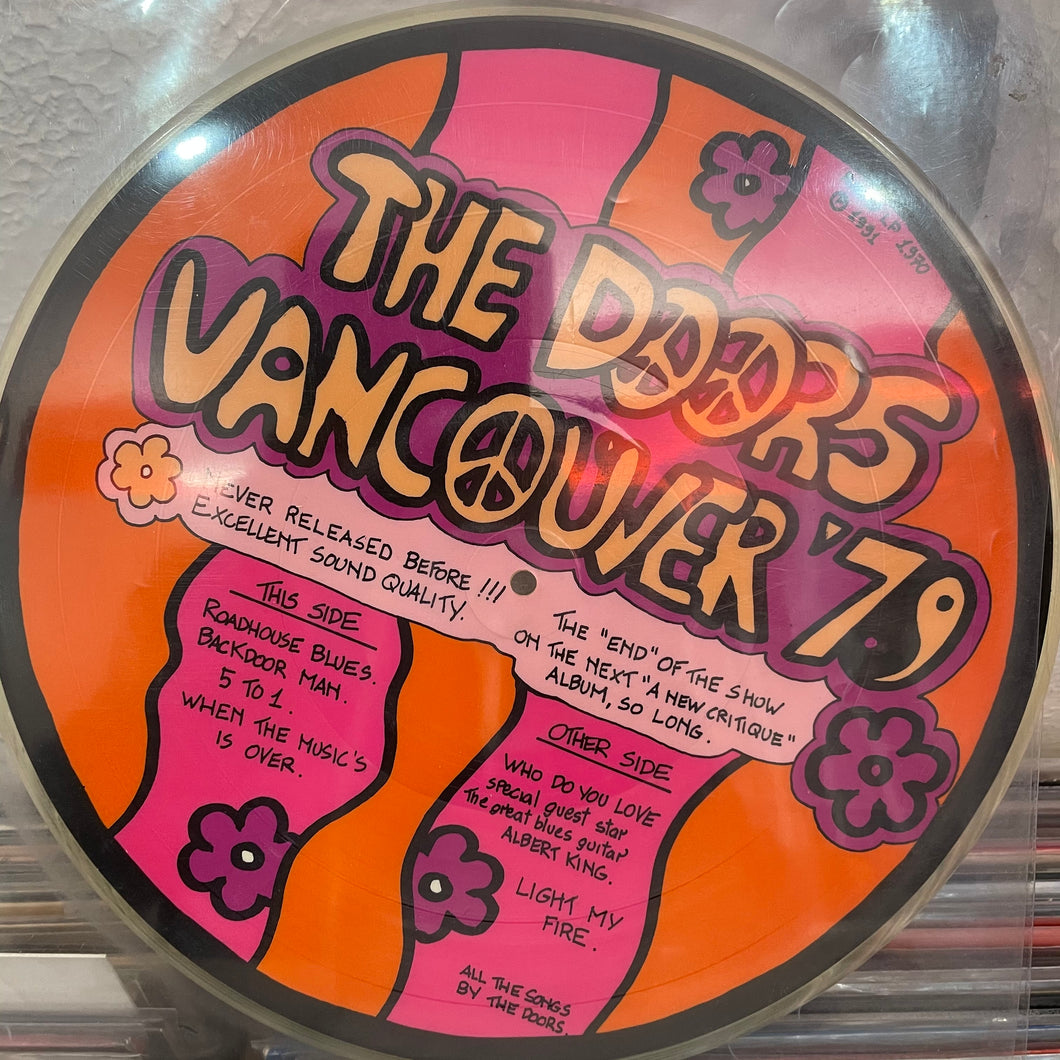 THE DOORS
VANCOUVER '70
℗ 1991
1970
NEVER RELEASED BEFORE !!!
EXCELLENT SOUND QUALITY.
THE "END" OF THE SHOW
ON THE NEXT "A NEW CRITIQUE"
ALBUM, SO LONG.
THIS SIDE
ROADHOUSE BLUES.
BACKDOOR MAN.
5 TO 1.
WHEN THE MUSIC'S
IS OVER.
OTHER SIDE
WHO DO YOU LOVE
special guest star
The great blues guitar
ALBERT KING.
LIGHT MY
FIRE.
ALL THE SONGS
BY THE DOORS.